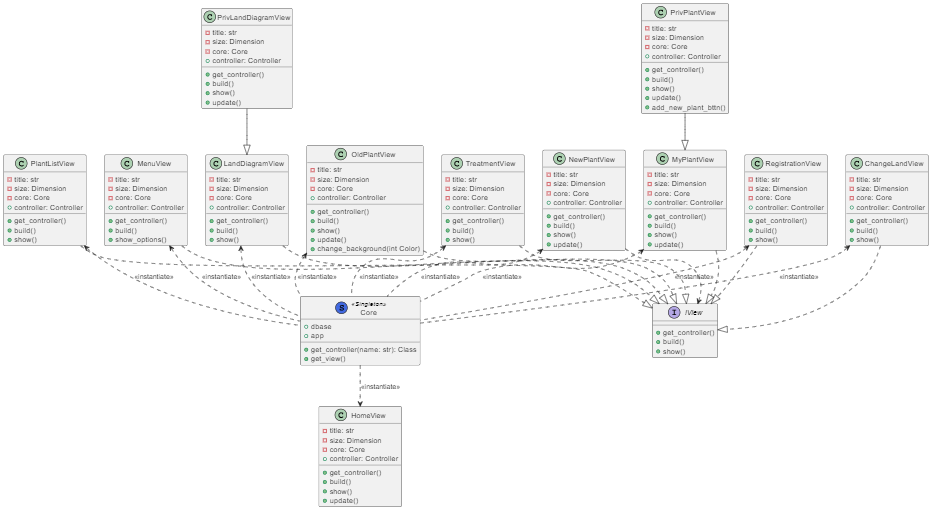 PrivLandDiagramView
title: str
size: Dimension
core: Core
controller: Controller
get_controller()
build()
show()
update()
PrivPlantView
title: str
size: Dimension
core: Core
controller: Controller
get_controller()
build()
show()
update()
add_new_plant_bttn()
PlantListView
title: str
size: Dimension
core: Core
controller: Controller
get_controller()
build()
show()
MenuView
title: str
size: Dimension
core: Core
controller: Controller
get_controller()
build()
show_options()
LandDiagramView
title: str
size: Dimension
core: Core
controller: Controller
get_controller()
build()
show()
OldPlantView
title: str
size: Dimension
core: Core
controller: Controller
get_controller()
build()
show()
update()
change_background(int Color)
TreatmentView
title: str
size: Dimension
core: Core
controller: Controller
get_controller()
build()
show()
NewPlantView
title: str
size: Dimension
core: Core
controller: Controller
get_controller()
build()
show()
update()
MyPlantView
title: str
size: Dimension
core: Core
controller: Controller
get_controller()
build()
show()
update()
RegistrationView
title: str
size: Dimension
core: Core
controller: Controller
get_controller()
build()
show()
ChangeLandView
title: str
size: Dimension
core: Core
controller: Controller
get_controller()
build()
show()
«instantiate»
«instantiate»
«instantiate»
«instantiate»
«instantiate»
«instantiate»
«instantiate»
«instantiate»
«instantiate»
«Singleton»
Core
dbase
app
get_controller(name: str): Class
get_view()
IView
get_controller()
build()
show()
«instantiate»
HomeView
title: str
size: Dimension
core: Core
controller: Controller
get_controller()
build()
show()
update()